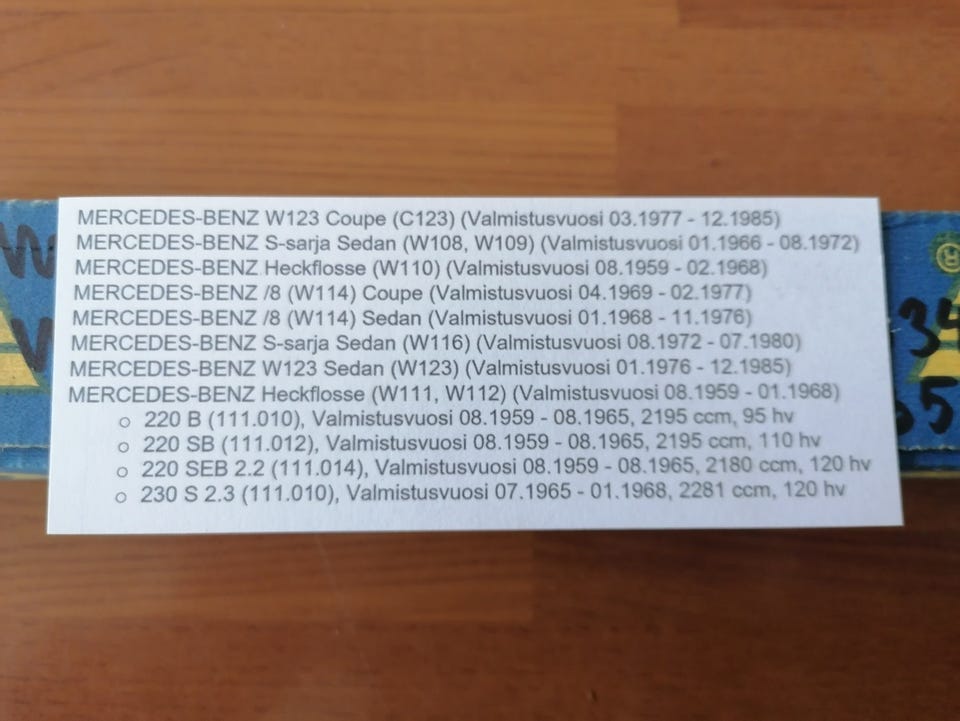 MERCEDES-BENZ W123 Coupe (C123) (Valmistusvuosi 03.1977 - 12.1985)
MERCEDES-BENZ S-sarja Sedan (W108, W109) (Valmistusvuosi 01.1966 - 08.1972)
MERCEDES-BENZ Heckflosse (W110) (Valmistusvuosi 08.1959 - 02.1968)
MERCEDES-BENZ /8 (W114) Coupe (Valmistusvuosi 04.1969 - 02.1977)
MERCEDES-BENZ /8 (W114) Sedan (Valmistusvuosi 01.1968 - 11.1976)
MERCEDES-BENZ S-sarja Sedan (W116) (Valmistusvuosi 08.1972 - 07.1980)
MERCEDES-BENZ W123 Sedan (W123) (Valmistusvuosi 01.1976 - 12.1985)
MERCEDES-BENZ Heckflosse (W111, W112) (Valmistusvuosi 08.1959 - 01.1968)
○ 220 B (111.010), Valmistusvuosi 08.1959 - 08.1965, 2195 ccm, 95 hv
○ 220 SB (111.012), Valmistusvuosi 08.1959 - 08.1965, 2195 ccm, 110 hv
○ 220 SEB 2.2 (111.014), Valmistusvuosi 08.1959 - 08.1965, 2180 ccm, 120 hv
○ 230 S 2.3 (111.010), Valmistusvuosi 07.1965 - 01.1968, 2281 ccm, 120 hv
®
34